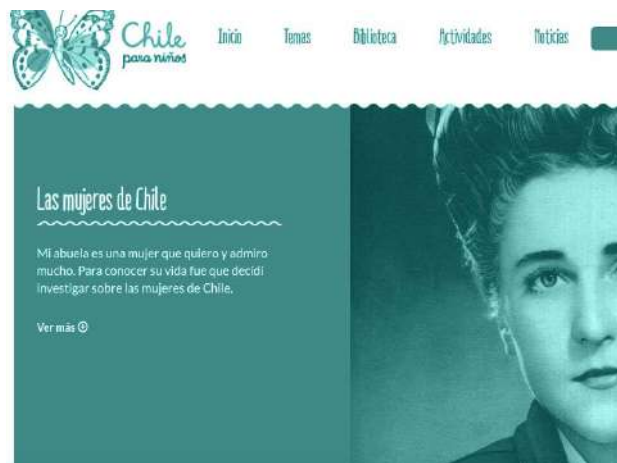 Chile
para niños
Inicio Temas Biblioteca Actividades Noticias
Las mujeres de Chile
Mi abuela es una mujer que quiero y admiro
mucho. Para conocer su vida fue que decidí
investigar sobre las mujeres de Chile.
Ver más